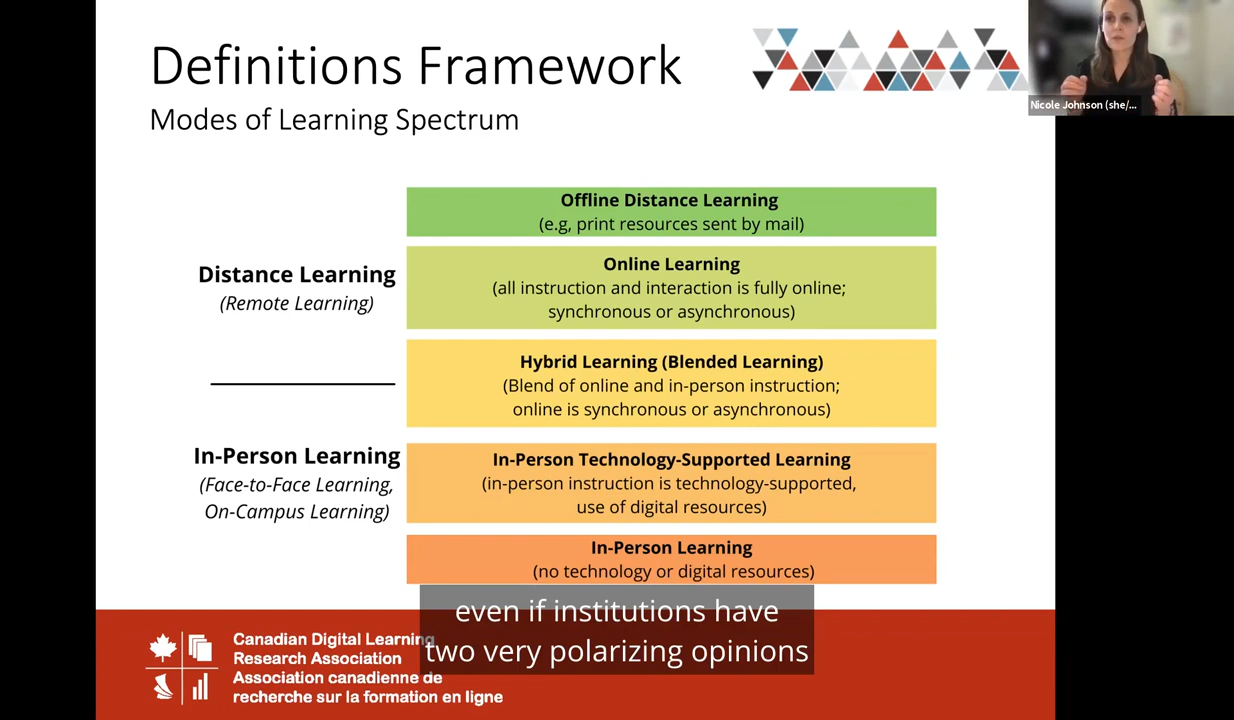 Definitions Framework
Modes of Learning Spectrum
Nicole Johnson (she/...
Offline Distance Learning
(e.g, print resources sent by mail)
Distance Learning
(Remote Learning)
Online Learning
(all instruction and interaction is fully online;
synchronous or asynchronous)
Hybrid Learning (Blended Learning)
(Blend of online and in-person instruction;
online is synchronous or asynchronous)
In-Person Learning
(Face-to-Face Learning,
On-Campus Learning)
In-Person Technology-Supported Learning
(in-person instruction is technology-supported,
use of digital resources)
In-Person Learning
(no technology or digital resources)
even if institutions have
two very polarizing opinions
Canadian Digital Learning
Research Association
Association canadienne de
recherche sur la formation en ligne